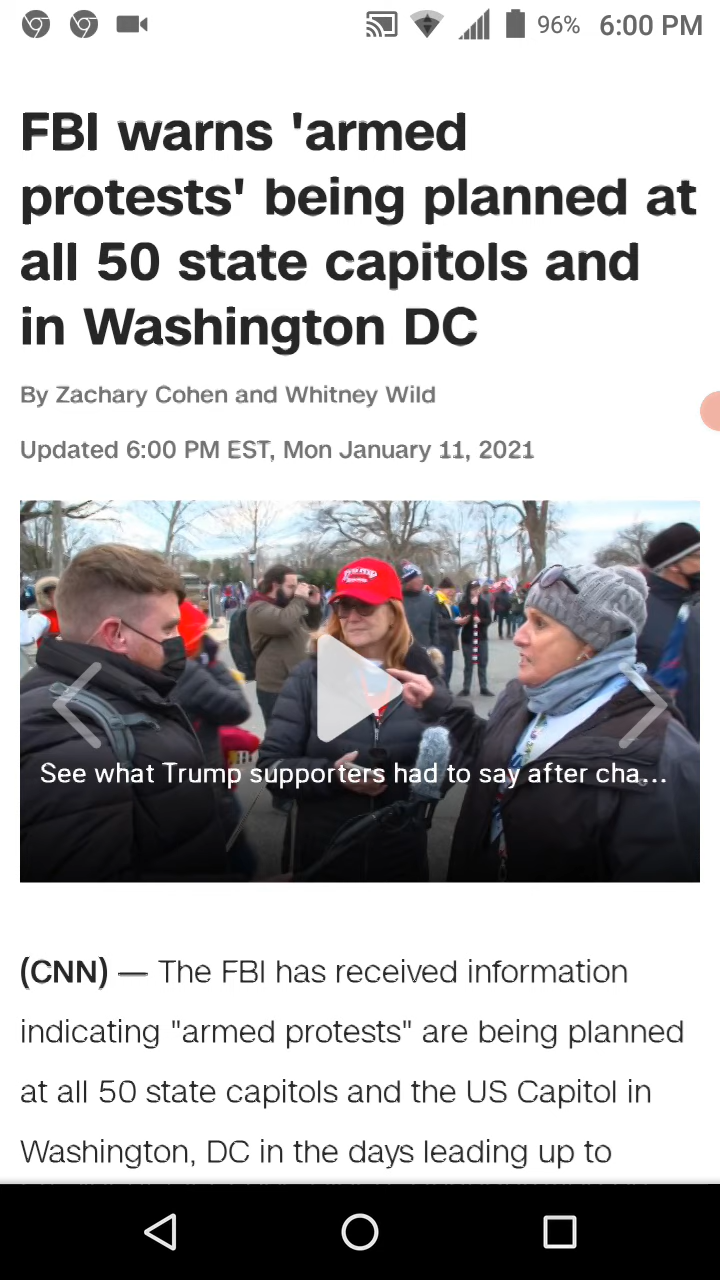 96% 6:00 PM
FBI warns 'armed
protests' being planned at
all 50 state capitols and
in Washington DC
By Zachary Cohen and Whitney Wild
Updated 6:00 PM EST, Mon January 11, 2021
See what Trump supporters had to say after cha...
(CNN) — The FBI has received information
indicating "armed protests" are being planned
at all 50 state capitols and the US Capitol in
Washington, DC in the days leading up to